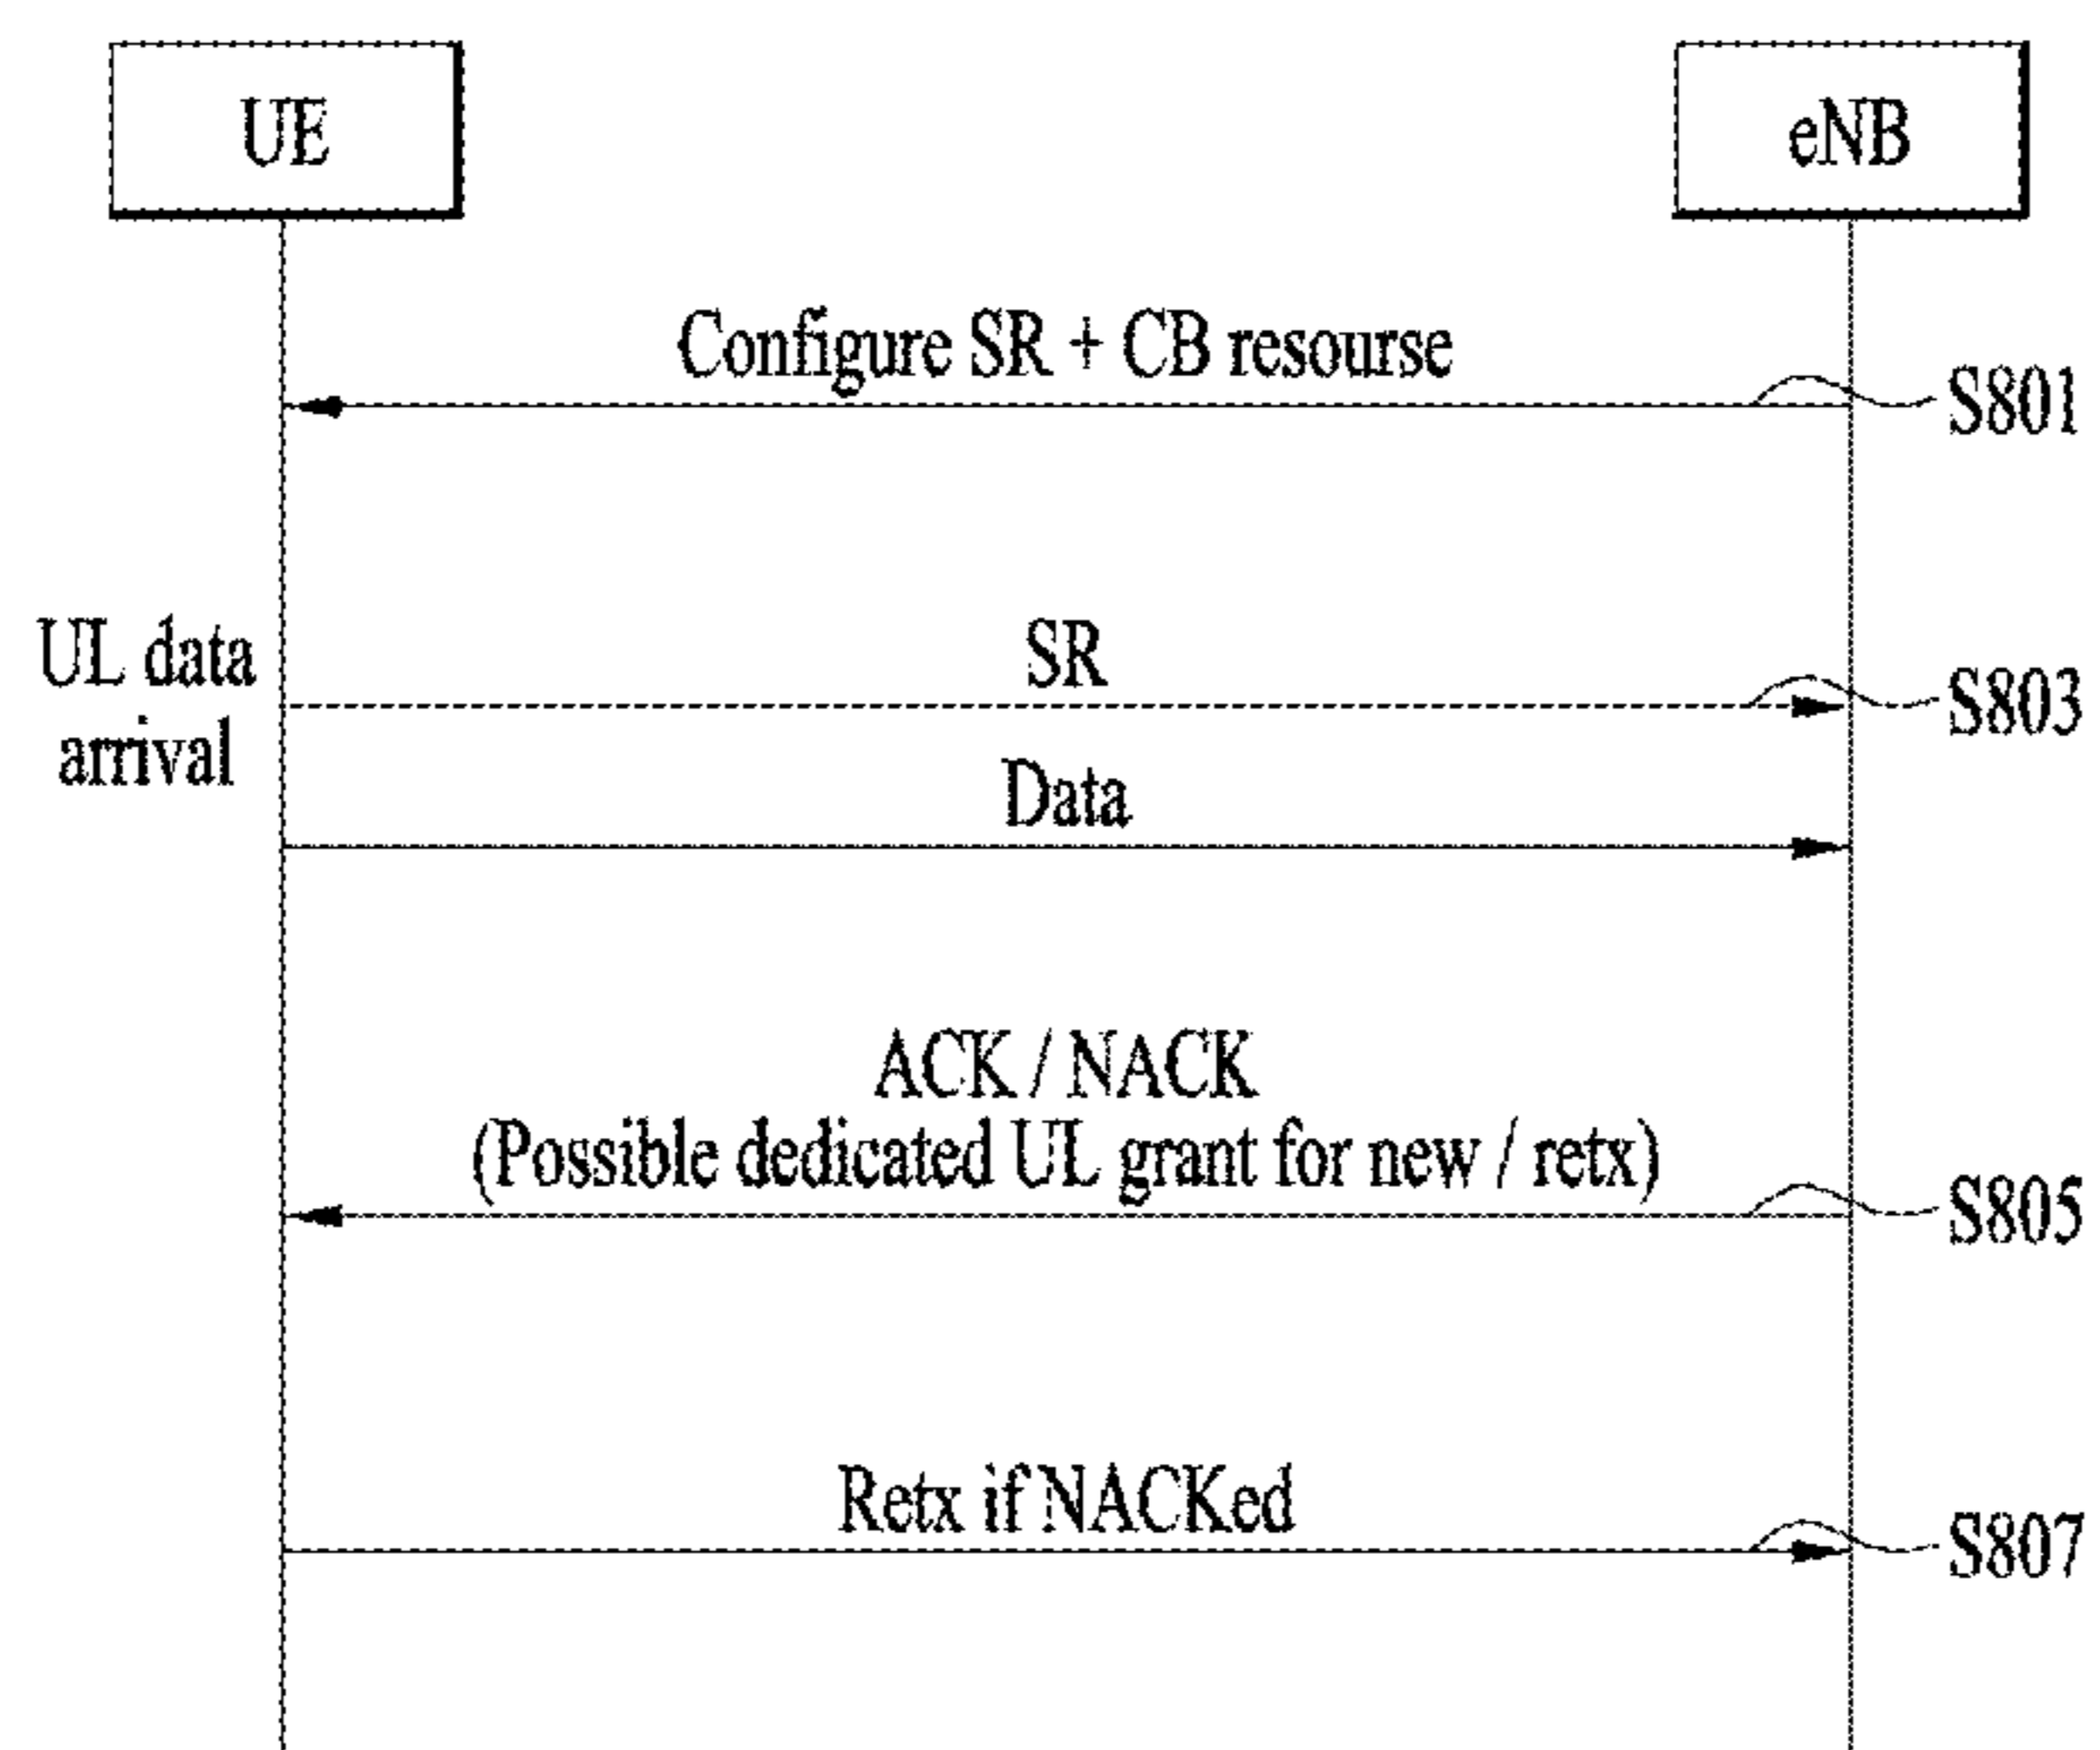 UE
eNB
Configure SR + CB resourse
S801
UL data
arrival
SR
S803
Data
ACK / NACK
(Possible dedicated UL grant for new / retx)
S805
Retx if NACKed
S807